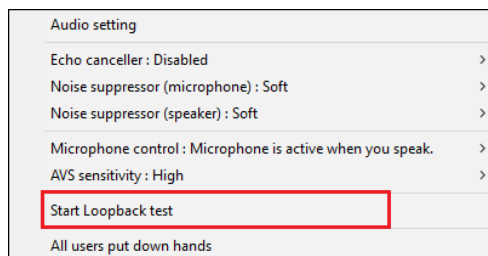 Audio setting
Echo canceller : Disabled
Noise suppressor (microphone) : Soft
Noise suppressor (speaker) : Soft
Microphone control : Microphone is active when you speak.
AVS sensitivity : High
Start Loopback test
All users put down hands